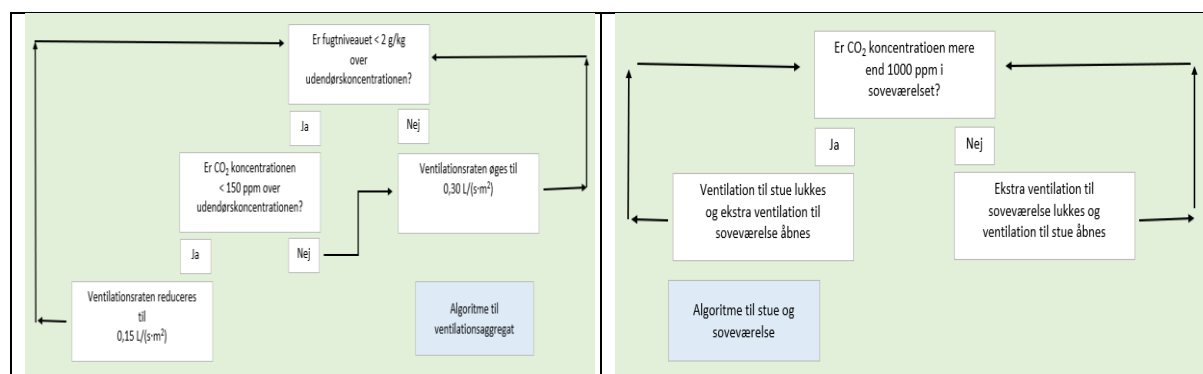 Er fugtniveauet < 2 g/kg
over
udendørskoncentrationen?
Ja
Nej
Er CO₂ koncentrationen
< 150 ppm over
udendørskoncentrationen?
Ventilationsraten øges til
0,30 L/(s·m²)
Ja
Nej
Ventilationsraten reduceres
til
0,15 L/(s·m²)
Algoritme til
ventilationsaggregat
Er CO₂ koncentratioen mere
end 1000 ppm i
soveværelset?
Ja
Nej
Ventilation til stue lukkes
og ekstra ventilation til
soveværelse åbnes
Ekstra ventilation til
soveværelse lukkes og
ventilation til stue åbnes
Algoritme til stue og
soveværelse